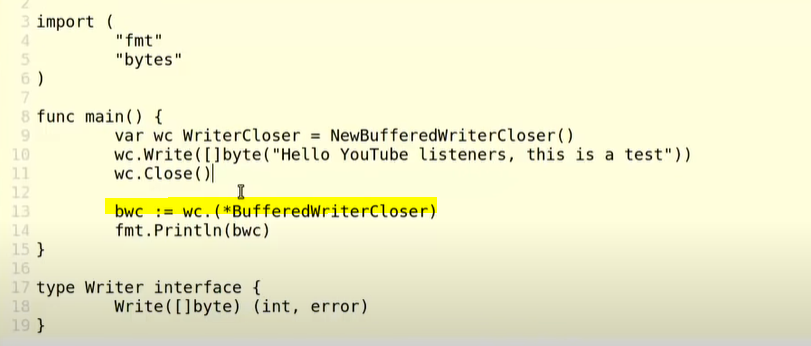 2
3 import (
4 "fmt"
5 "bytes"
6 )
7
8 func main() {
9 var wc WriterCloser = NewBufferedWriterCloser()
10 wc.Write([]byte("Hello YouTube listeners, this is a test"))
11 wc.Close()
12
13 bwc := wc.(*BufferedWriterCloser)
14 fmt.Println(bwc)
15 }
16
17 type Writer interface {
18 Write([]byte) (int, error)
19 }